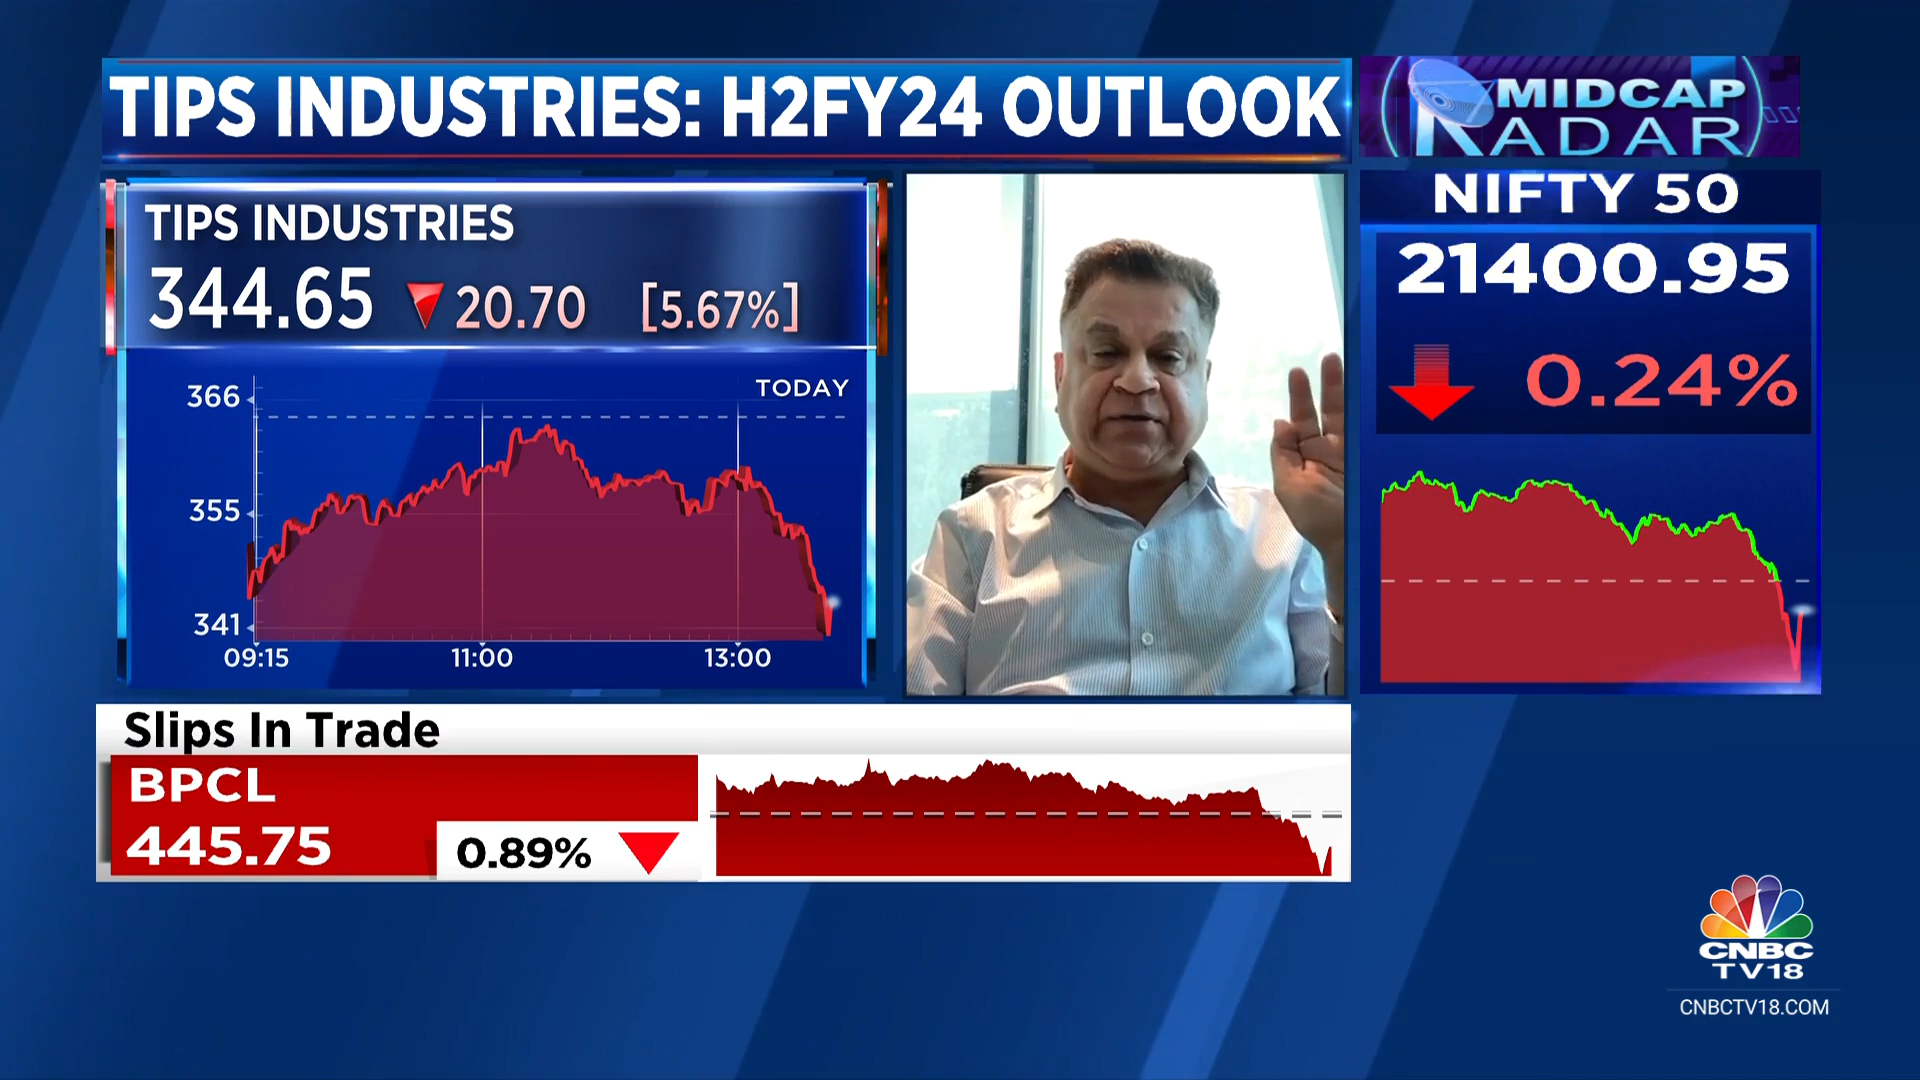 TIPS INDUSTRIES: H2FY24 OUTLOOK
MIDCAP
RADAR
TIPS INDUSTRIES
344.65 20.70 [5.67%]
TODAY
366
355
341
09:15 11:00 13:00
NIFTY 50
21400.95
0.24%
Slips In Trade
BPCL
445.75
0.89%
CNBC
TV18
CNBCTV18.COM